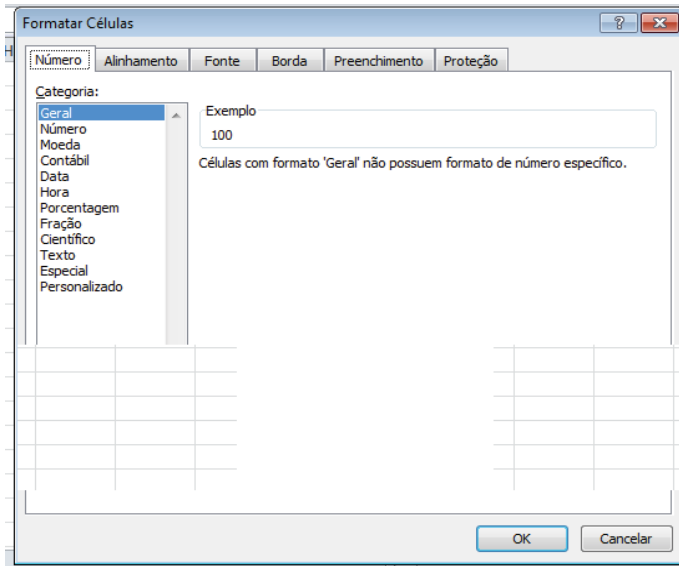 Formatar Células
H
Número Alinhamento Fonte Borda Preenchimento Proteção
Categoria:
Geral
Número
Moeda
Contábil
Data
Hora
Porcentagem
Fração
Científico
Texto
Especial
Personalizado
Exemplo
100
Células com formato 'Geral' não possuem formato de número específico.
OK Cancelar